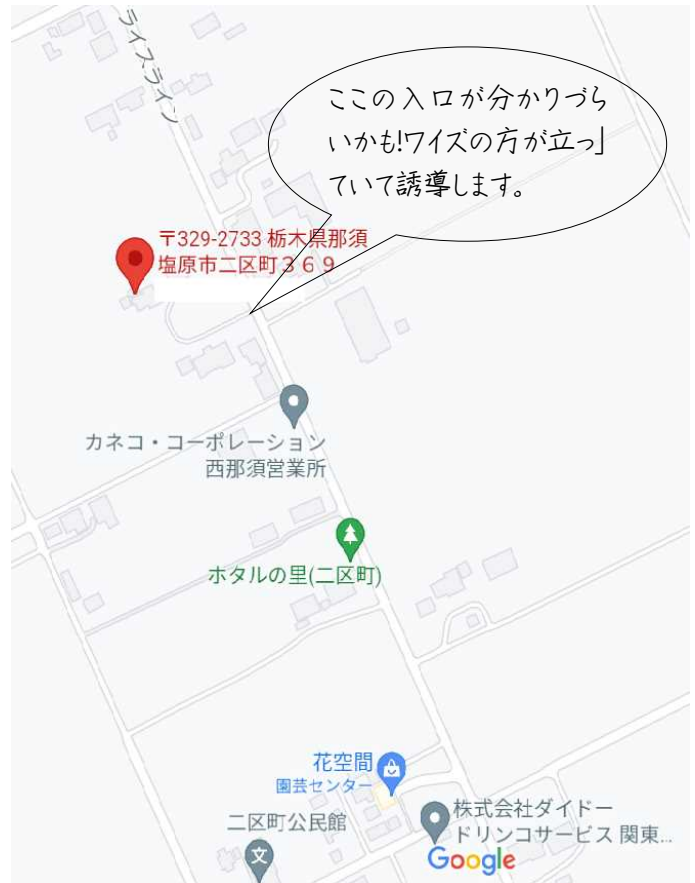 ライスライン
ここの入口が分かりづら
いかも!ワイズの方が立っ」
ていて誘導します。
〒329-2733 栃木県那須
塩原市二区町３６９
カネコ・コーポレーション
西那須営業所
ホタルの里(二区町)
花空間
園芸センター
二区町公民館
文
株式会社ダイドー
ドリンコサービス 関東...
Google